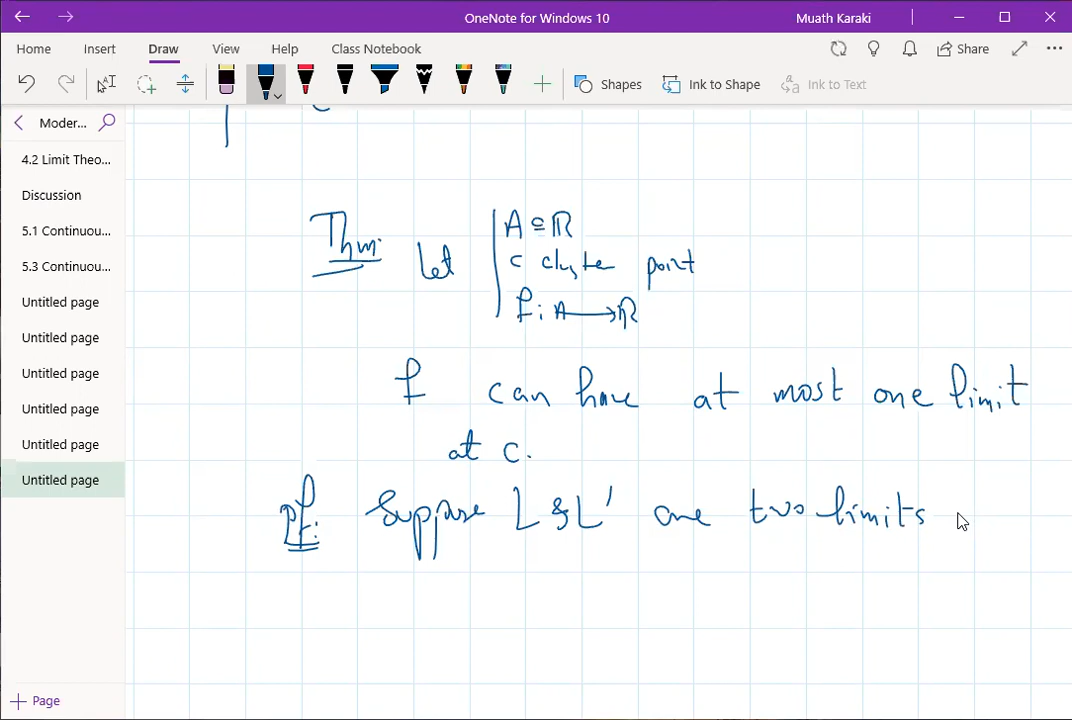 OneNote for Windows 10
Muath Karaki
Home Insert Draw View Help Class Notebook
Share
Shapes
Ink to Shape
Ink to Text
Moder...
4.2 Limit Theo...
Discussion
5.1 Continuou...
5.3 Continuou...
Untitled page
Untitled page
Untitled page
Untitled page
Untitled page
Untitled page
Page
Thm: Let
A ⊆ ℝ
c cluster point
f: A ⟶ ℝ
f can have at most one limit
at c.
pf: Suppose L & L' are two limits